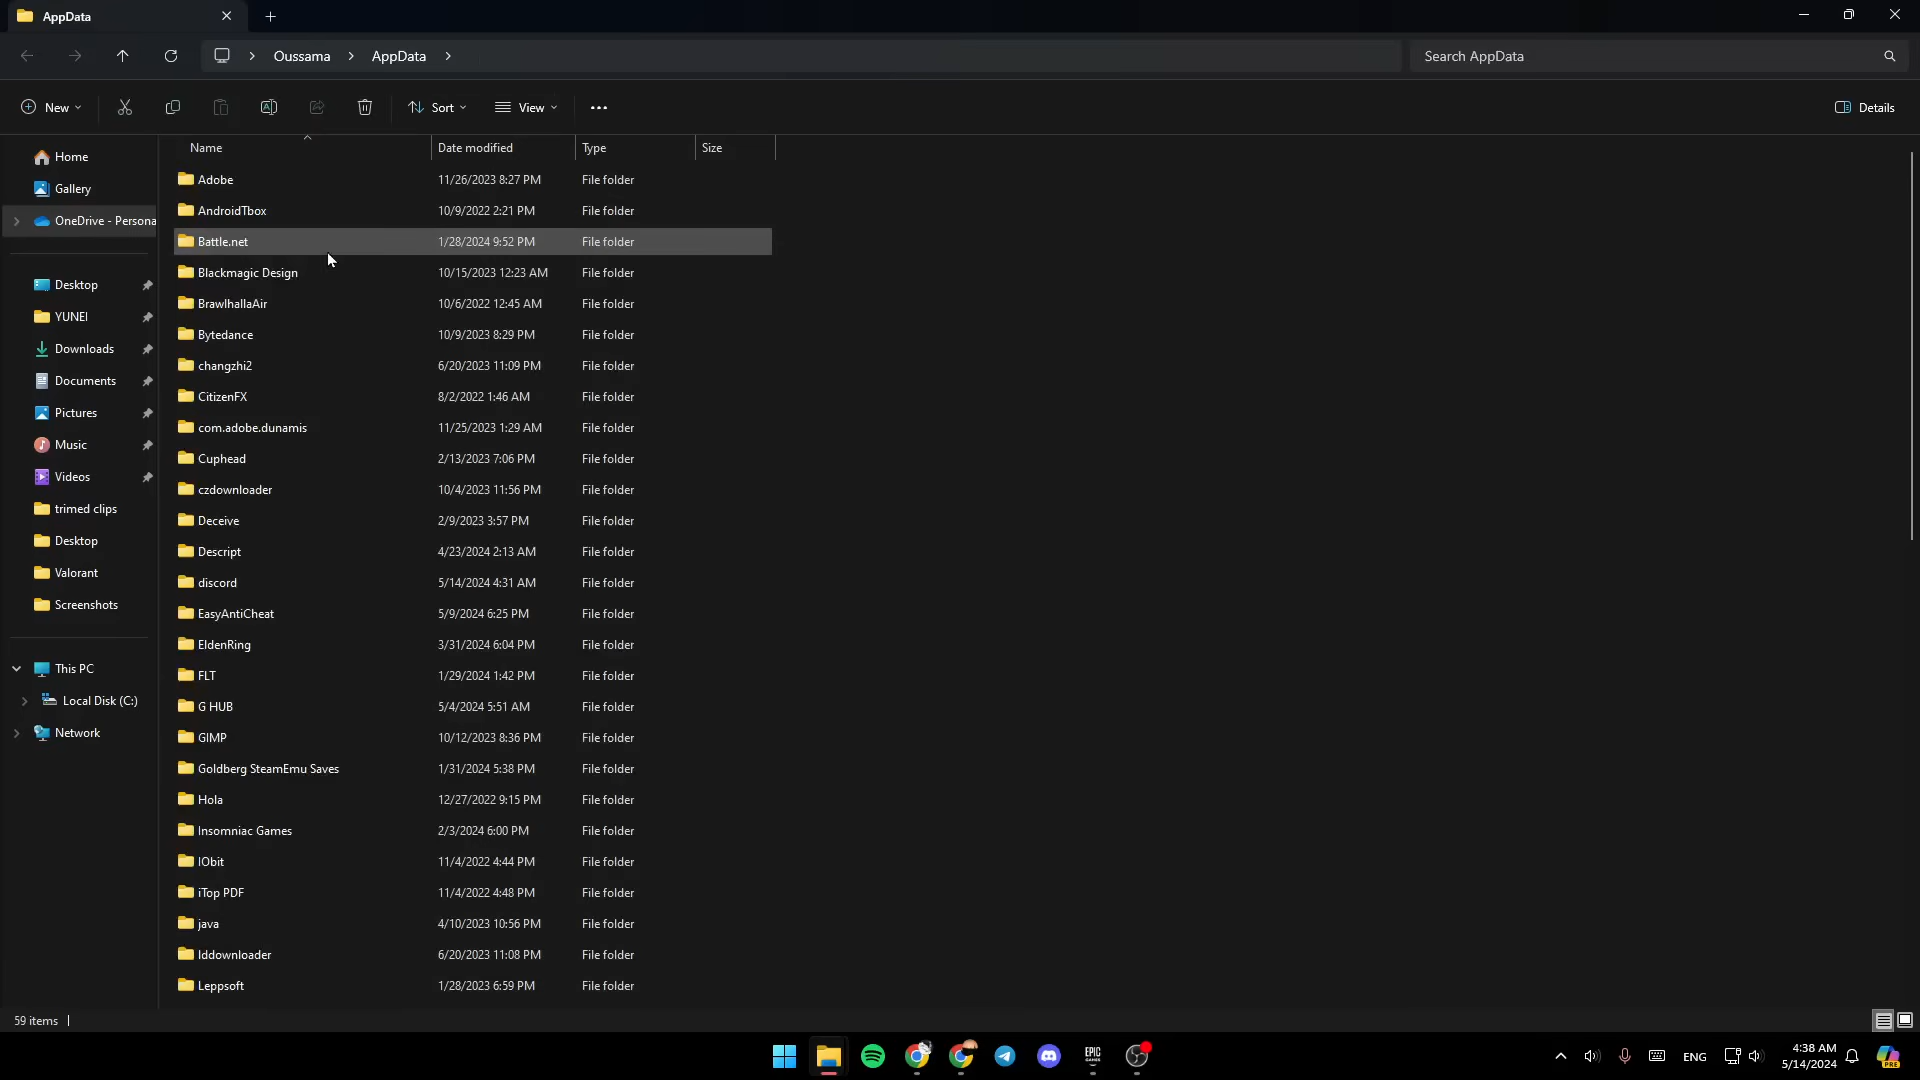 AppData
Oussama > AppData >
Search AppData
New
Sort
View
Details
Name Date modified Type Size
Home
Gallery
OneDrive - Persona
Desktop
YUNEI
Downloads
Documents
Pictures
Music
Videos
trimed clips
Desktop
Valorant
Screenshots
This PC
Local Disk (C:)
Network
Adobe 11/26/2023 8:27 PM File folder
AndroidTbox 10/9/2022 2:21 PM File folder
Battle.net 1/28/2024 9:52 PM File folder
Blackmagic Design 10/15/2023 12:23 AM File folder
BrawlhallaAir 10/6/2022 12:45 AM File folder
Bytedance 10/9/2023 8:29 PM File folder
changzhi2 6/20/2023 11:09 PM File folder
CitizenFX 8/2/2022 1:46 AM File folder
com.adobe.dunamis 11/25/2023 1:29 AM File folder
Cuphead 2/13/2023 7:06 PM File folder
czdownloader 10/4/2023 11:56 PM File folder
Deceive 2/9/2023 3:57 PM File folder
Descript 4/23/2024 2:13 AM File folder
discord 5/14/2024 4:31 AM File folder
EasyAntiCheat 5/9/2024 6:25 PM File folder
EldenRing 3/31/2024 6:04 PM File folder
FLT 1/29/2024 1:42 PM File folder
G HUB 5/4/2024 5:51 AM File folder
GIMP 10/12/2023 8:36 PM File folder
Goldberg SteamEmu Saves 1/31/2024 5:38 PM File folder
Hola 12/27/2022 9:15 PM File folder
Insomniac Games 2/3/2024 6:00 PM File folder
IObit 11/4/2022 4:44 PM File folder
iTop PDF 11/4/2022 4:48 PM File folder
java 4/10/2023 10:56 PM File folder
lddownloader 6/20/2023 11:08 PM File folder
Leppsoft 1/28/2023 6:59 PM File folder
59 items
EPIC GAMES
ENG
4:38 AM
5/14/2024
PRE